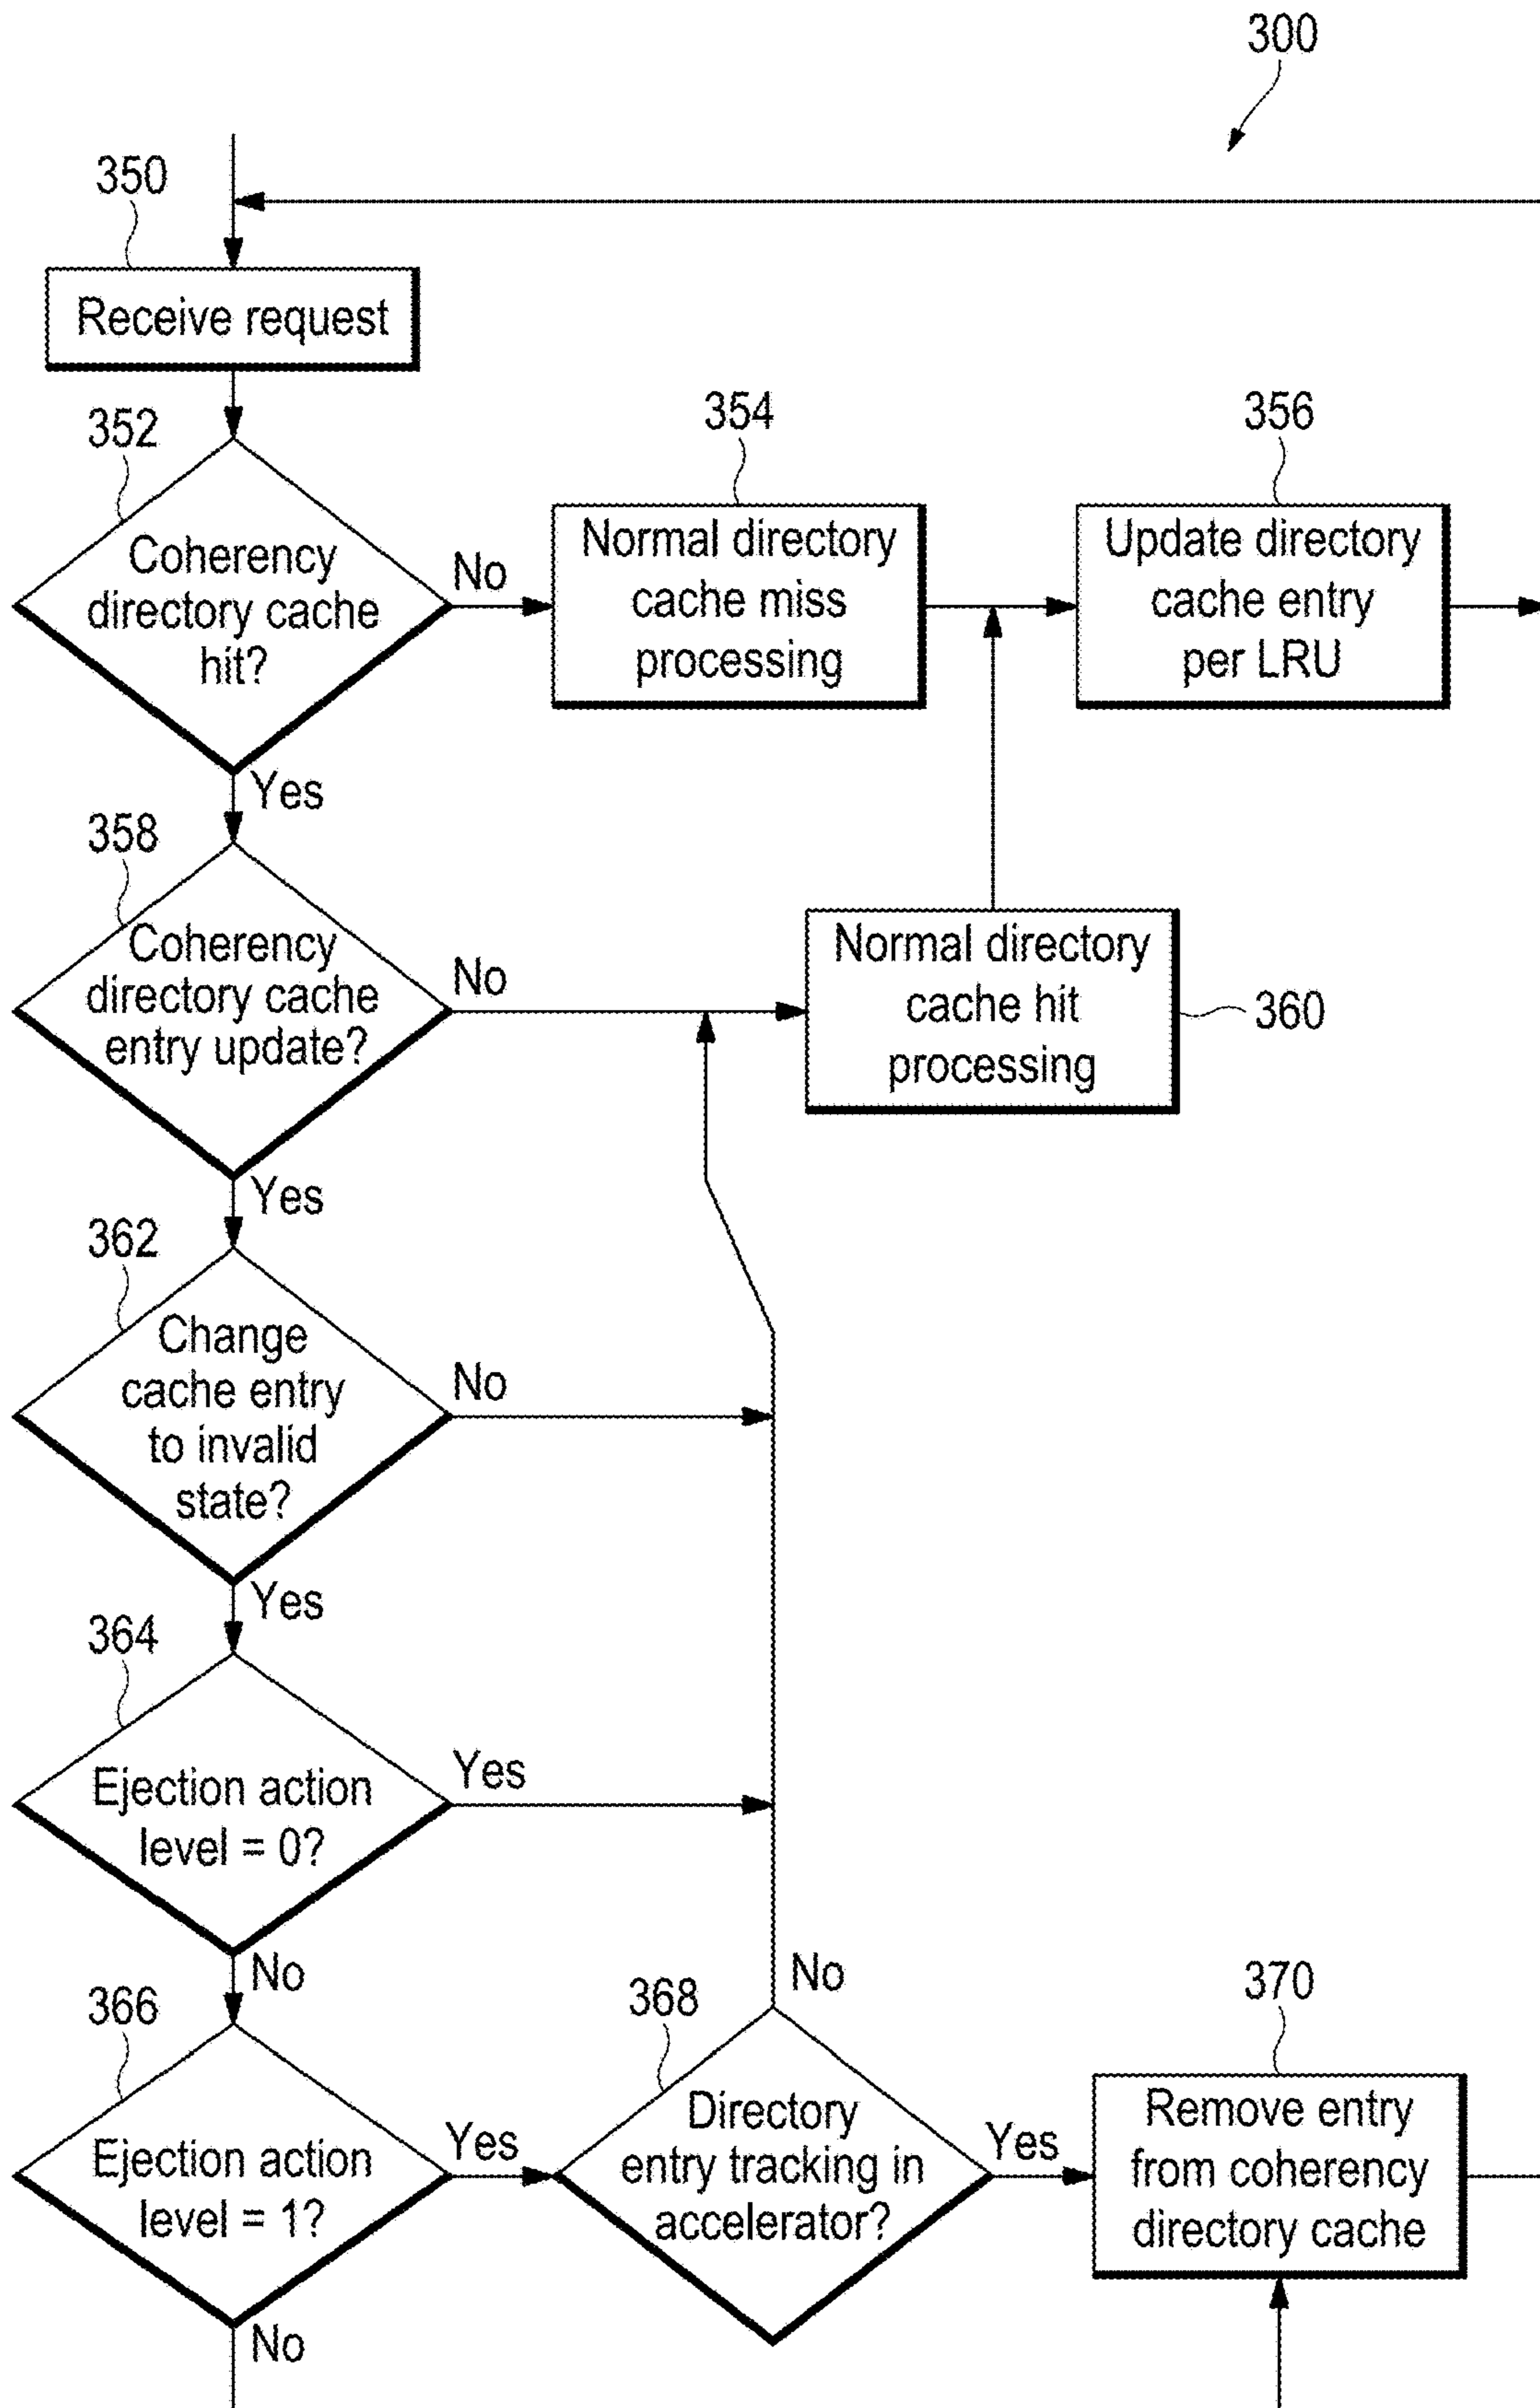 300
350
Receive request
352
Coherency
directory cache
hit?
No
Yes
354
Normal directory
cache miss
processing
356
Update directory
cache entry
per LRU
358
Coherency
directory cache
entry update?
No
Yes
Normal directory
cache hit
processing
360
362
Change
cache entry
to invalid
state?
No
Yes
364
Ejection action
level = 0?
Yes
No
366
Ejection action
level = 1?
Yes
No
368
Directory
entry tracking in
accelerator?
No
Yes
370
Remove entry
from coherency
directory cache